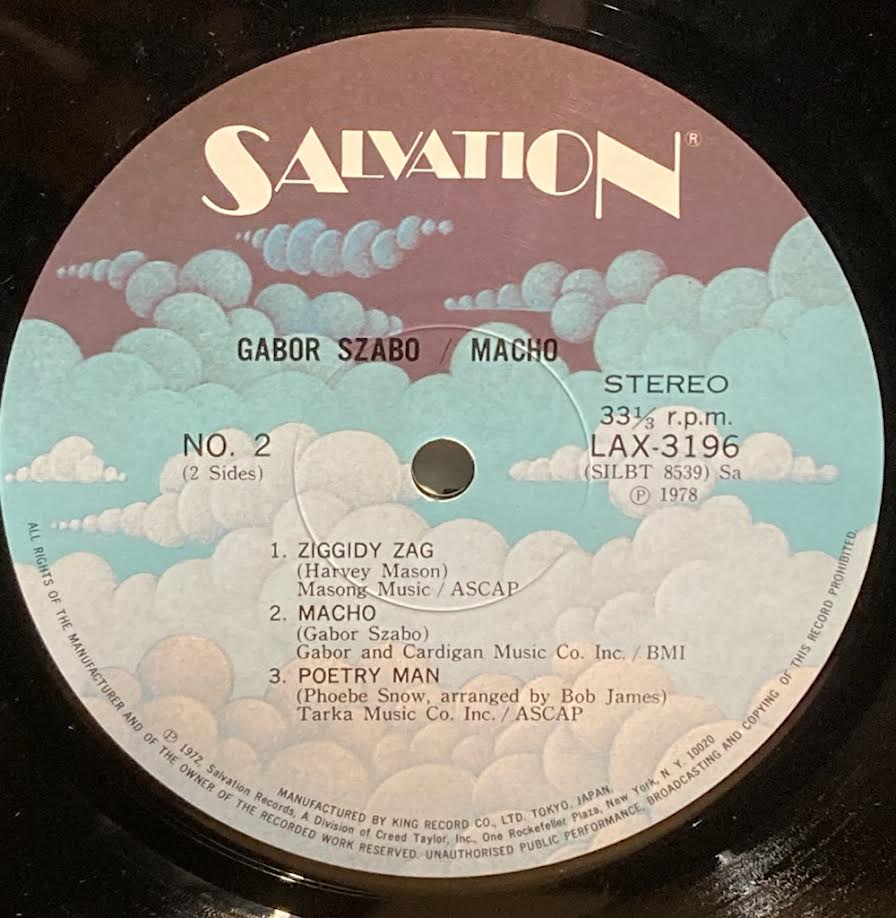 SALVATION®
GABOR SZABO / MACHO
STEREO
33⅓ r.p.m.
NO. 2
LAX-3196
(2 Sides)
(SILBT 8539) Sa
Ⓟ 1978
1. ZIGGIDY ZAG
(Harvey Mason)
Masong Music / ASCAP
2. MACHO
(Gabor Szabo)
Gabor and Cardigan Music Co. Inc. / BMI
3. POETRY MAN
(Phoebe Snow, arranged by Bob James)
Tarka Music Co. Inc. / ASCAP
MANUFACTURED BY KING RECORD CO., LTD. TOKYO, JAPAN.
Ⓟ 1972, Salvation Records, A Division of Creed Taylor, Inc., One Rockefeller Plaza, New York, N. Y. 10020
ALL RIGHTS OF THE MANUFACTURER AND OF THE OWNER OF THE RECORDED WORK RESERVED. UNAUTHORISED PUBLIC PERFORMANCE, BROADCASTING AND COPYING OF THIS RECORD PROHIBITED.